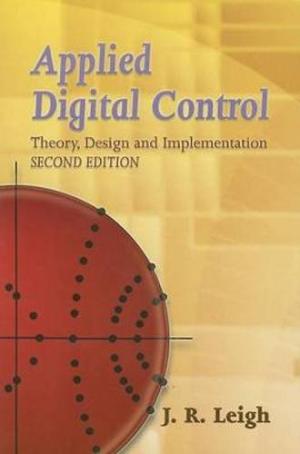 Applied
Digital Control
Theory, Design and Implementation
SECOND EDITION
J. R. Leigh